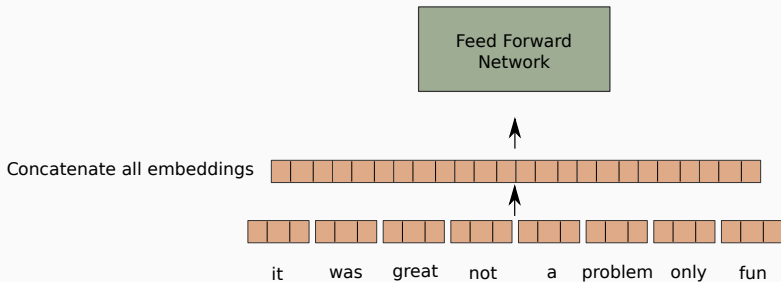 Feed Forward
Network
Concatenate all embeddings
it was great not a problem only fun